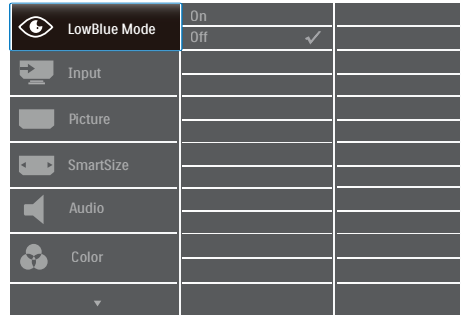 LowBlue Mode
On
Off
Input
Picture
SmartSize
Audio
Color